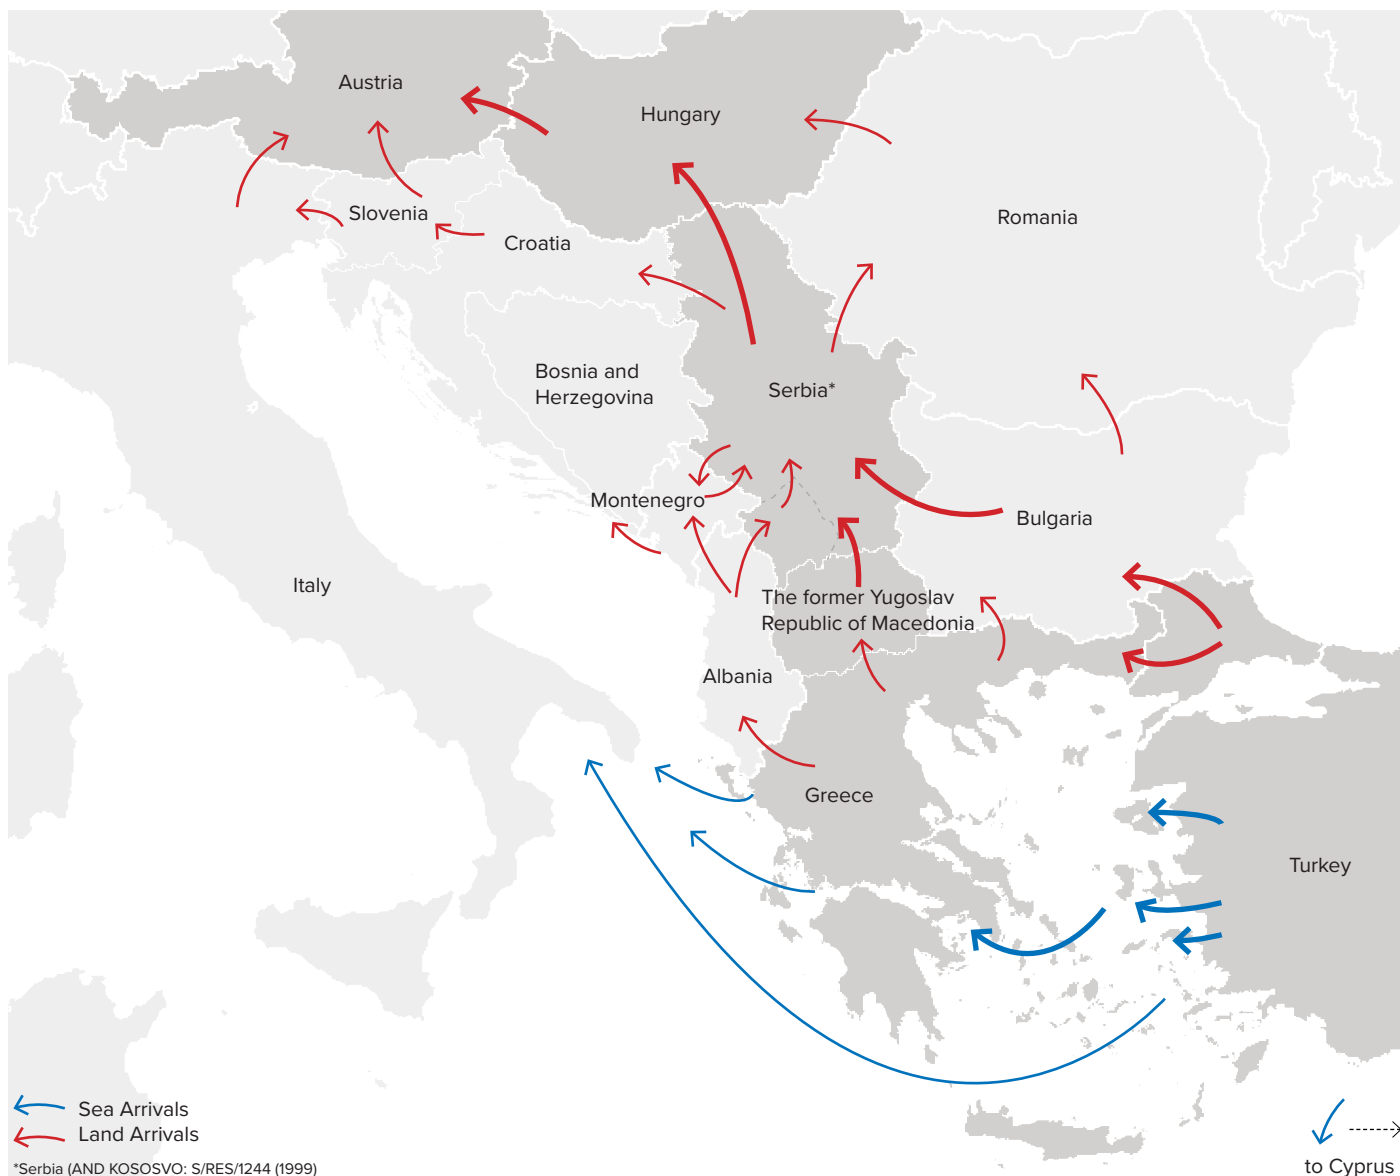 Austria
Hungary
Romania
Slovenia
Croatia
Bosnia and
Herzegovina
Serbia*
Montenegro
Bulgaria
Italy
The former Yugoslav
Republic of Macedonia
Albania
Greece
Turkey
Sea Arrivals
Land Arrivals
*Serbia (AND KOSOSVO: S/RES/1244 (1999)
to Cyprus